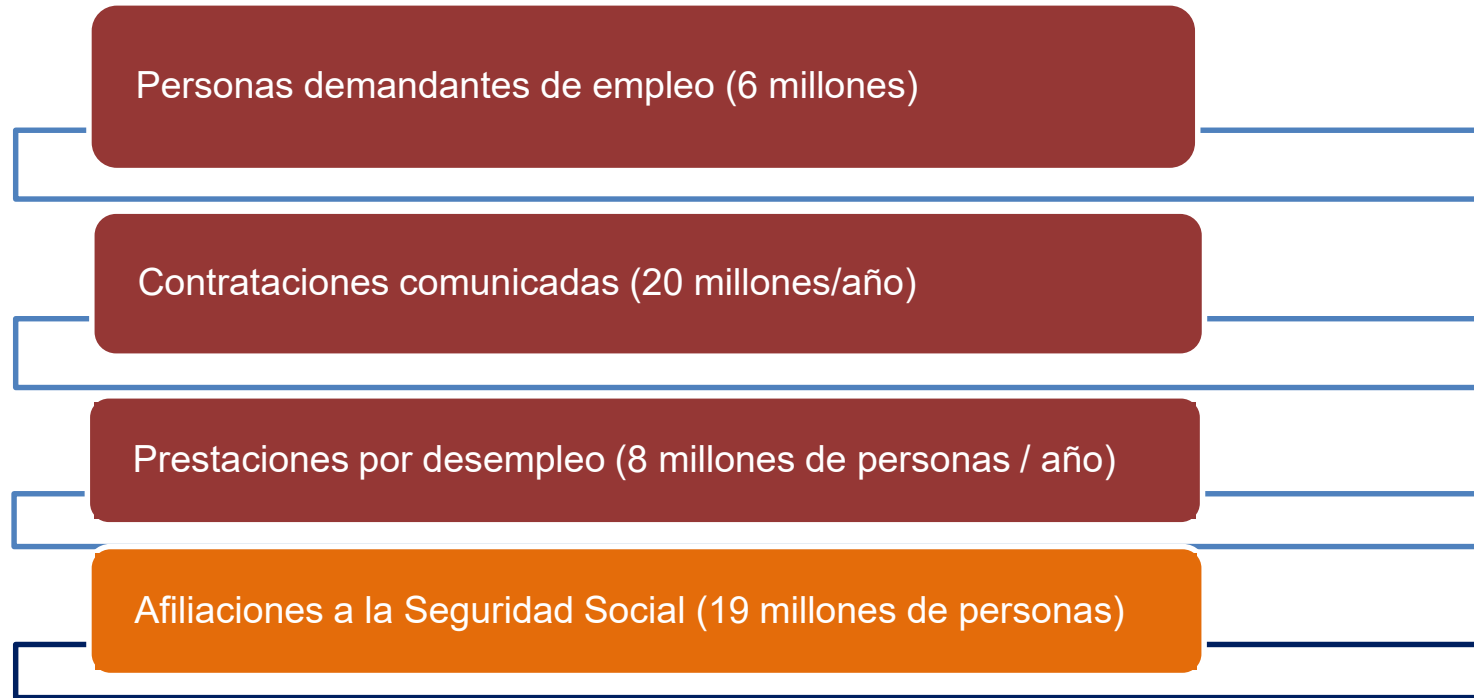 Personas demandantes de empleo (6 millones)
Contrataciones comunicadas (20 millones/año)
Prestaciones por desempleo (8 millones de personas / año)
Afiliaciones a la Seguridad Social (19 millones de personas)